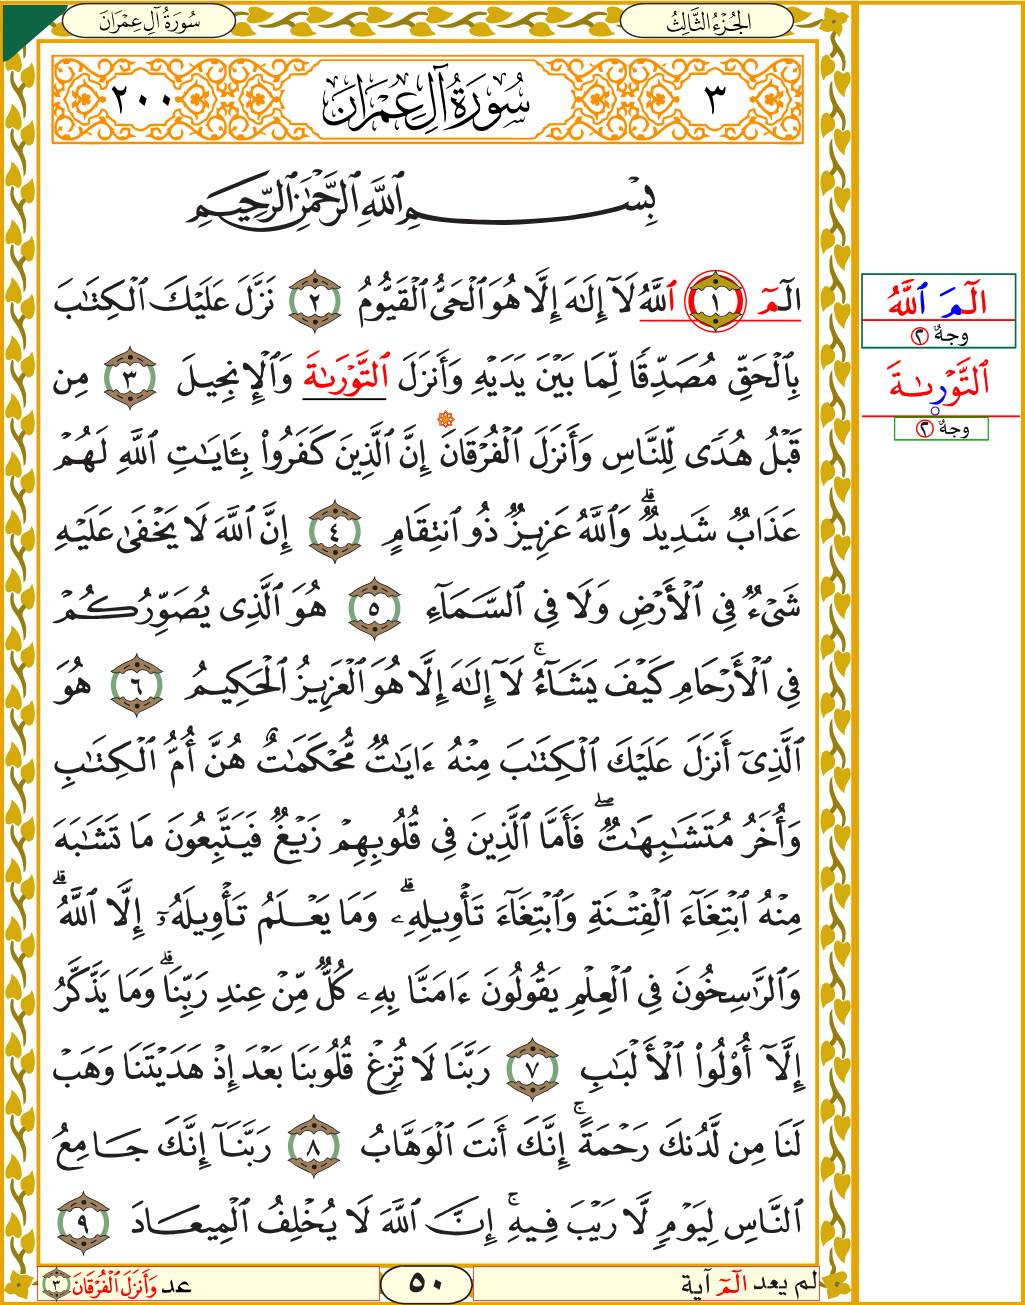 الجُزْءُ الثَّالِثُ
سُورَةُ آلِ عِمْرَانَ
٣
سُورَةُ آلِ عِمْرَانَ
٢٠٠
بِسْمِ ٱللَّهِ ٱلرَّحْمَٰنِ ٱلرَّحِيمِ
الٓمٓ ١ ٱللَّهُ لَآ إِلَٰهَ إِلَّا هُوَ ٱلْحَىُّ ٱلْقَيُّومُ ٢ نَزَّلَ عَلَيْكَ ٱلْكِتَٰبَ
بِٱلْحَقِّ مُصَدِّقًا لِّمَا بَيْنَ يَدَيْهِ وَأَنزَلَ ٱلتَّوْرَىٰةَ وَٱلْإِنجِيلَ ٣ مِن
قَبْلُ هُدًى لِّلنَّاسِ وَأَنزَلَ ٱلْفُرْقَانَ إِنَّ ٱلَّذِينَ كَفَرُوا۟ بِـَٔايَٰتِ ٱللَّهِ لَهُمْ
عَذَابٌ شَدِيدٌ ۗ وَٱللَّهُ عَزِيزٌ ذُو ٱنتِقَامٍ ٤ إِنَّ ٱللَّهَ لَا يَخْفَىٰ عَلَيْهِ
شَىْءٌ فِى ٱلْأَرْضِ وَلَا فِى ٱلسَّمَآءِ ٥ هُوَ ٱلَّذِى يُصَوِّرُكُمْ
فِى ٱلْأَرْحَامِ كَيْفَ يَشَآءُ ۚ لَآ إِلَٰهَ إِلَّا هُوَ ٱلْعَزِيزُ ٱلْحَكِيمُ ٦ هُوَ
ٱلَّذِىٓ أَنزَلَ عَلَيْكَ ٱلْكِتَٰبَ مِنْهُ ءَايَٰتٌ مُّحْكَمَٰتٌ هُنَّ أُمُّ ٱلْكِتَٰبِ
وَأُخَرُ مُتَشَٰبِهَٰتٌ ۖ فَأَمَّا ٱلَّذِينَ فِى قُلُوبِهِمْ زَيْغٌ فَيَتَّبِعُونَ مَا تَشَٰبَهَ
مِنْهُ ٱبْتِغَآءَ ٱلْفِتْنَةِ وَٱبْتِغَآءَ تَأْوِيلِهِۦ ۗ وَمَا يَعْلَمُ تَأْوِيلَهُۥٓ إِلَّا ٱللَّهُ ۗ
وَٱلرَّٰسِخُونَ فِى ٱلْعِلْمِ يَقُولُونَ ءَامَنَّا بِهِۦ كُلٌّ مِّنْ عِندِ رَبِّنَا ۗ وَمَا يَذَّكَّرُ
إِلَّآ أُو۟لُوا۟ ٱلْأَلْبَٰبِ ٧ رَبَّنَا لَا تُزِغْ قُلُوبَنَا بَعْدَ إِذْ هَدَيْتَنَا وَهَبْ
لَنَا مِن لَّدُنكَ رَحْمَةً ۚ إِنَّكَ أَنتَ ٱلْوَهَّابُ ٨ رَبَّنَآ إِنَّكَ جَامِعُ
ٱلنَّاسِ لِيَوْمٍ لَّا رَيْبَ فِيهِ ۚ إِنَّ ٱللَّهَ لَا يُخْلِفُ ٱلْمِيعَادَ ٩
الٓمَ ٱللَّهُ
وجهٌ ٢
ٱلتَّوْرَىٰةَ
وجهٌ ٢
لم يعد الٓمٓ آية
٥٠
عد وَأَنزَلَ ٱلْفُرْقَانَ ٣